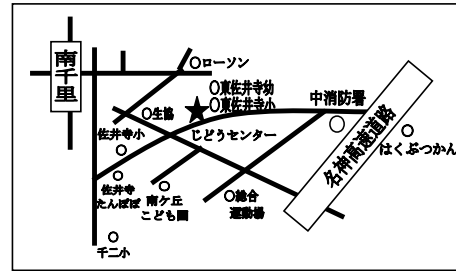 南千里
ローソン
東佐井寺幼
東佐井寺小
中消防署
生協
じどうセンター
佐井寺小
名神高速道路
はくぶつかん
佐井寺
たんぽぽ
南ケ丘
こども園
総合
運動場
千二小